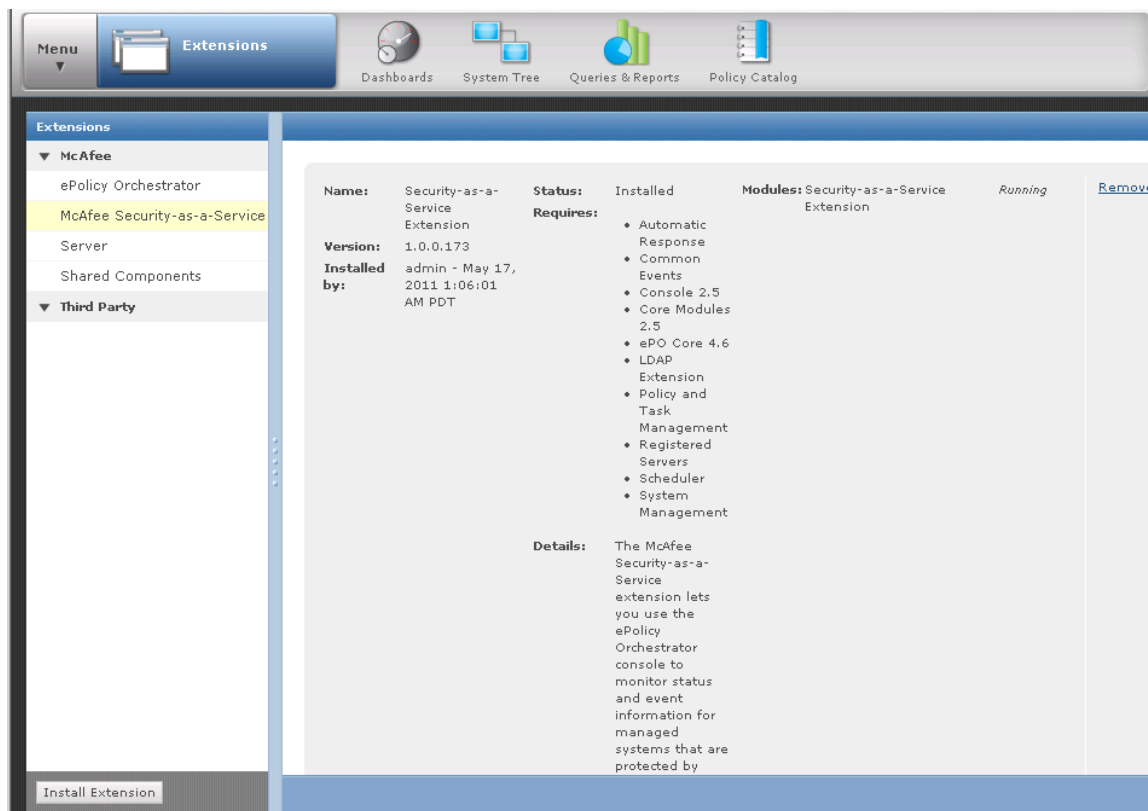 Menu
▼
Extensions
Dashboards
System Tree
Queries & Reports
Policy Catalog
Extensions
▼ McAfee
ePolicy Orchestrator
McAfee Security-as-a-Service
Server
Shared Components
▼ Third Party
Install Extension
Name:
Security-as-a-
Service
Extension
Version:
1.0.0.173
Installed
by:
admin - May 17,
2011 1:06:01
AM PDT
Status:
Installed
Requires:
• Automatic
Response
• Common
Events
• Console 2.5
• Core Modules
2.5
• ePO Core 4.6
• LDAP
Extension
• Policy and
Task
Management
• Registered
Servers
• Scheduler
• System
Management
Details:
The McAfee
Security-as-a-
Service
extension lets
you use the
ePolicy
Orchestrator
console to
monitor status
and event
information for
managed
systems that are
protected by
Modules:
Security-as-a-Service
Extension
Running
Remove